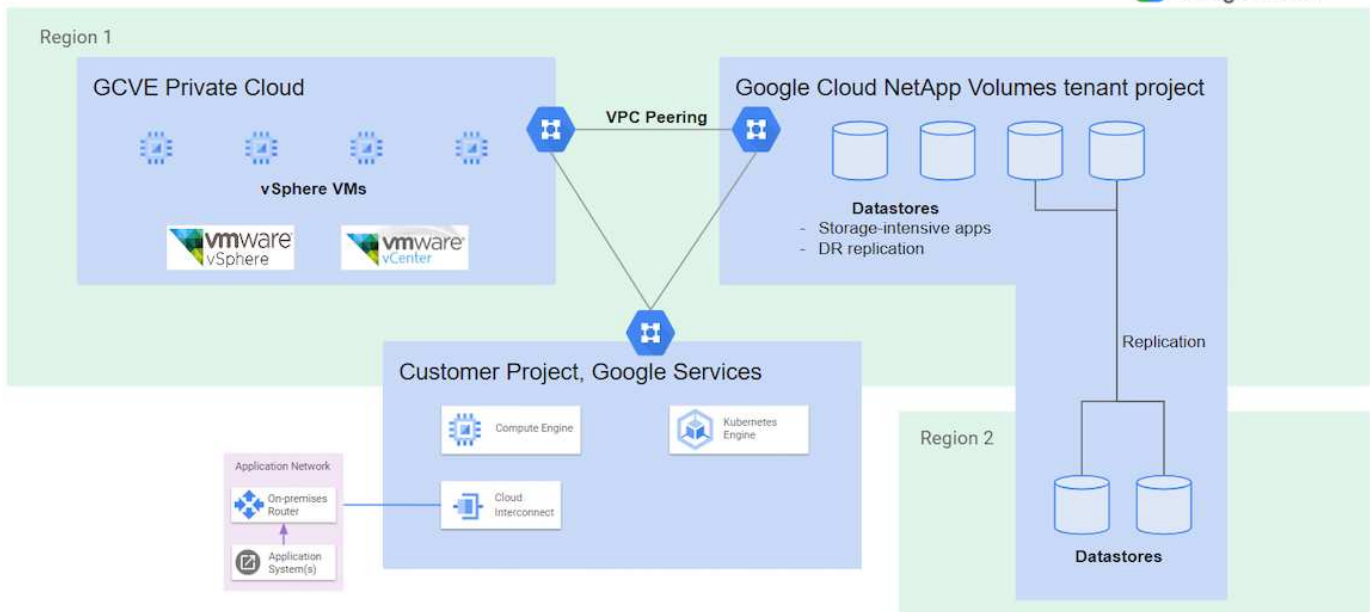 Region 1
GCVE Private Cloud
vSphere VMs
vmware®
vSphere
vmware®
vCenter
VPC Peering
Google Cloud NetApp Volumes tenant project
Datastores
- Storage-intensive apps
- DR replication
Replication
Customer Project, Google Services
Compute Engine
Kubernetes
Engine
Cloud
Interconnect
Application Network
On-premises
Router
Application
System(s)
Region 2
Datastores